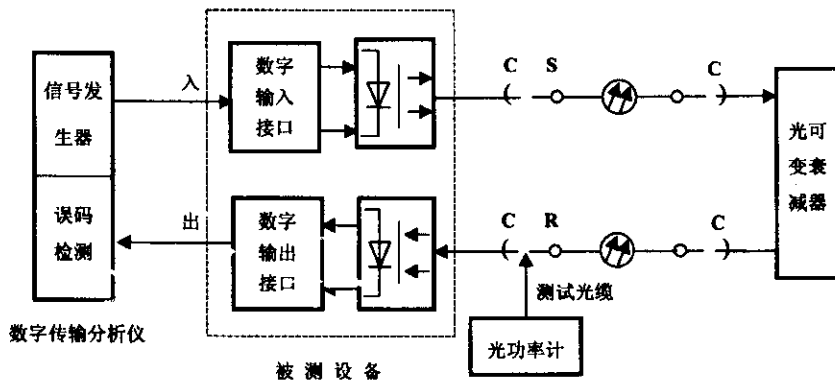 信号发
生器
误码
检测
数字传输分析仪
入
出
数字
输入
接口
数字
输出
接口
被测设备
C
S
C
C
R
C
测试光缆
光功率计
光可
变衰
减器